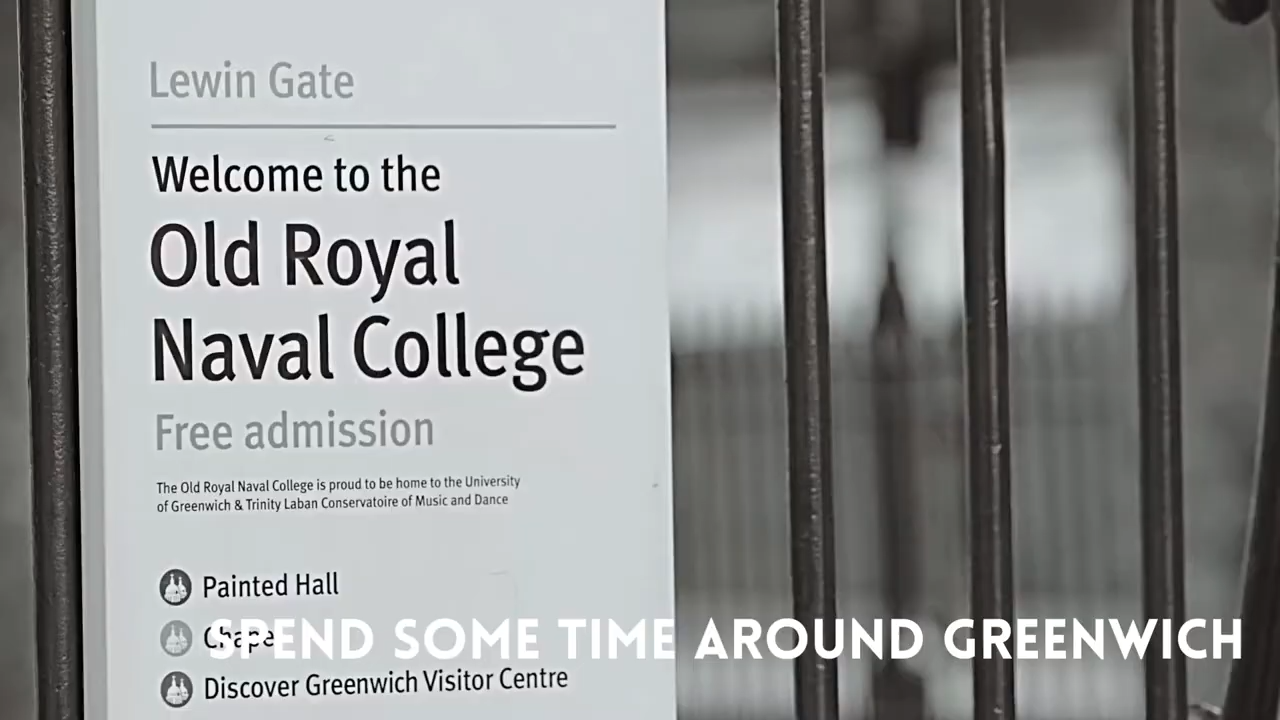 Lewin Gate
Welcome to the
Old Royal
Naval College
Free admission
The Old Royal Naval College is proud to be home to the University
of Greenwich & Trinity Laban Conservatoire of Music and Dance
Painted Hall
Chapel
SPEND SOME TIME AROUND GREENWICH
Discover Greenwich Visitor Centre